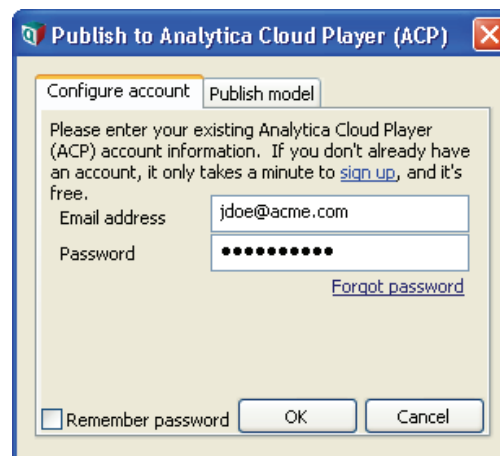 Publish to Analytica Cloud Player (ACP)
Configure account
Publish model
Please enter your existing Analytica Cloud Player
(ACP) account information. If you don't already have
an account, it only takes a minute to sign up, and it's
free.
Email address
jdoe@acme.com
Password
••••••••••
Forgot password
Remember password
OK
Cancel